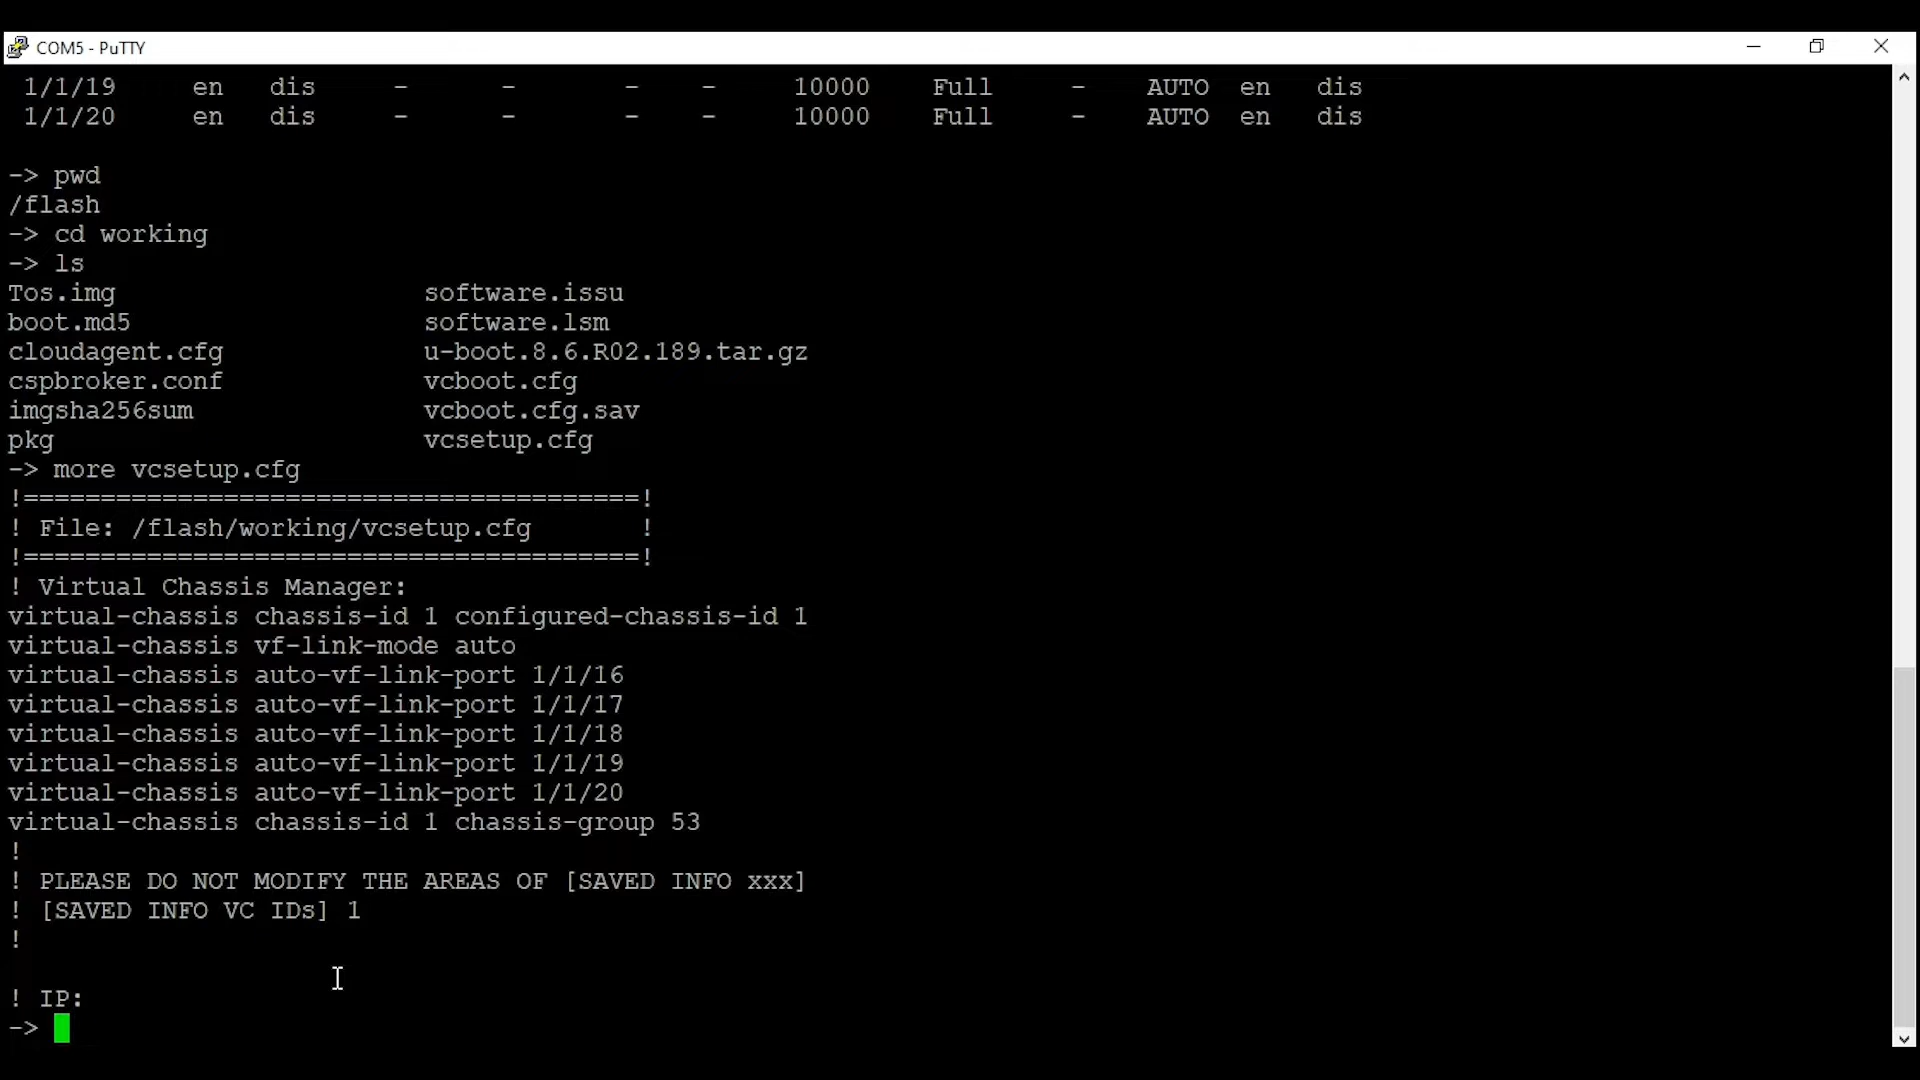 COM5 - PuTTY
1/1/19 en dis - - - - 10000 Full - AUTO en dis
1/1/20 en dis - - - - 10000 Full - AUTO en dis
-> pwd
/flash
-> cd working
-> ls
Tos.img software.issu
boot.md5 software.lsm
cloudagent.cfg u-boot.8.6.R02.189.tar.gz
cspbroker.conf vcboot.cfg
imgsha256sum vcboot.cfg.sav
pkg vcsetup.cfg
-> more vcsetup.cfg
!========================================!
! File: /flash/working/vcsetup.cfg !
!========================================!
! Virtual Chassis Manager:
virtual-chassis chassis-id 1 configured-chassis-id 1
virtual-chassis vf-link-mode auto
virtual-chassis auto-vf-link-port 1/1/16
virtual-chassis auto-vf-link-port 1/1/17
virtual-chassis auto-vf-link-port 1/1/18
virtual-chassis auto-vf-link-port 1/1/19
virtual-chassis auto-vf-link-port 1/1/20
virtual-chassis chassis-id 1 chassis-group 53
!
! PLEASE DO NOT MODIFY THE AREAS OF [SAVED INFO xxx]
! [SAVED INFO VC IDs] 1
!
! IP:
->